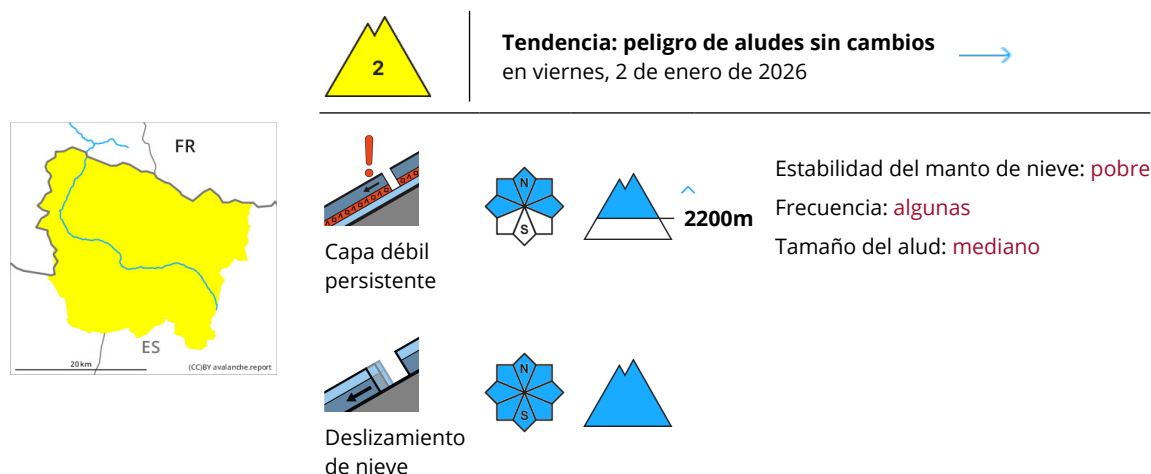 2
Tendencia: peligro de aludes sin cambios
en viernes, 2 de enero de 2026
FR
ES
20 km
(CC)BY avalanche.report
N
S
2200m
Capa débil
persistente
Estabilidad del manto de nieve: pobre
Frecuencia: algunas
Tamaño del alud: mediano
N
S
Deslizamiento
de nieve